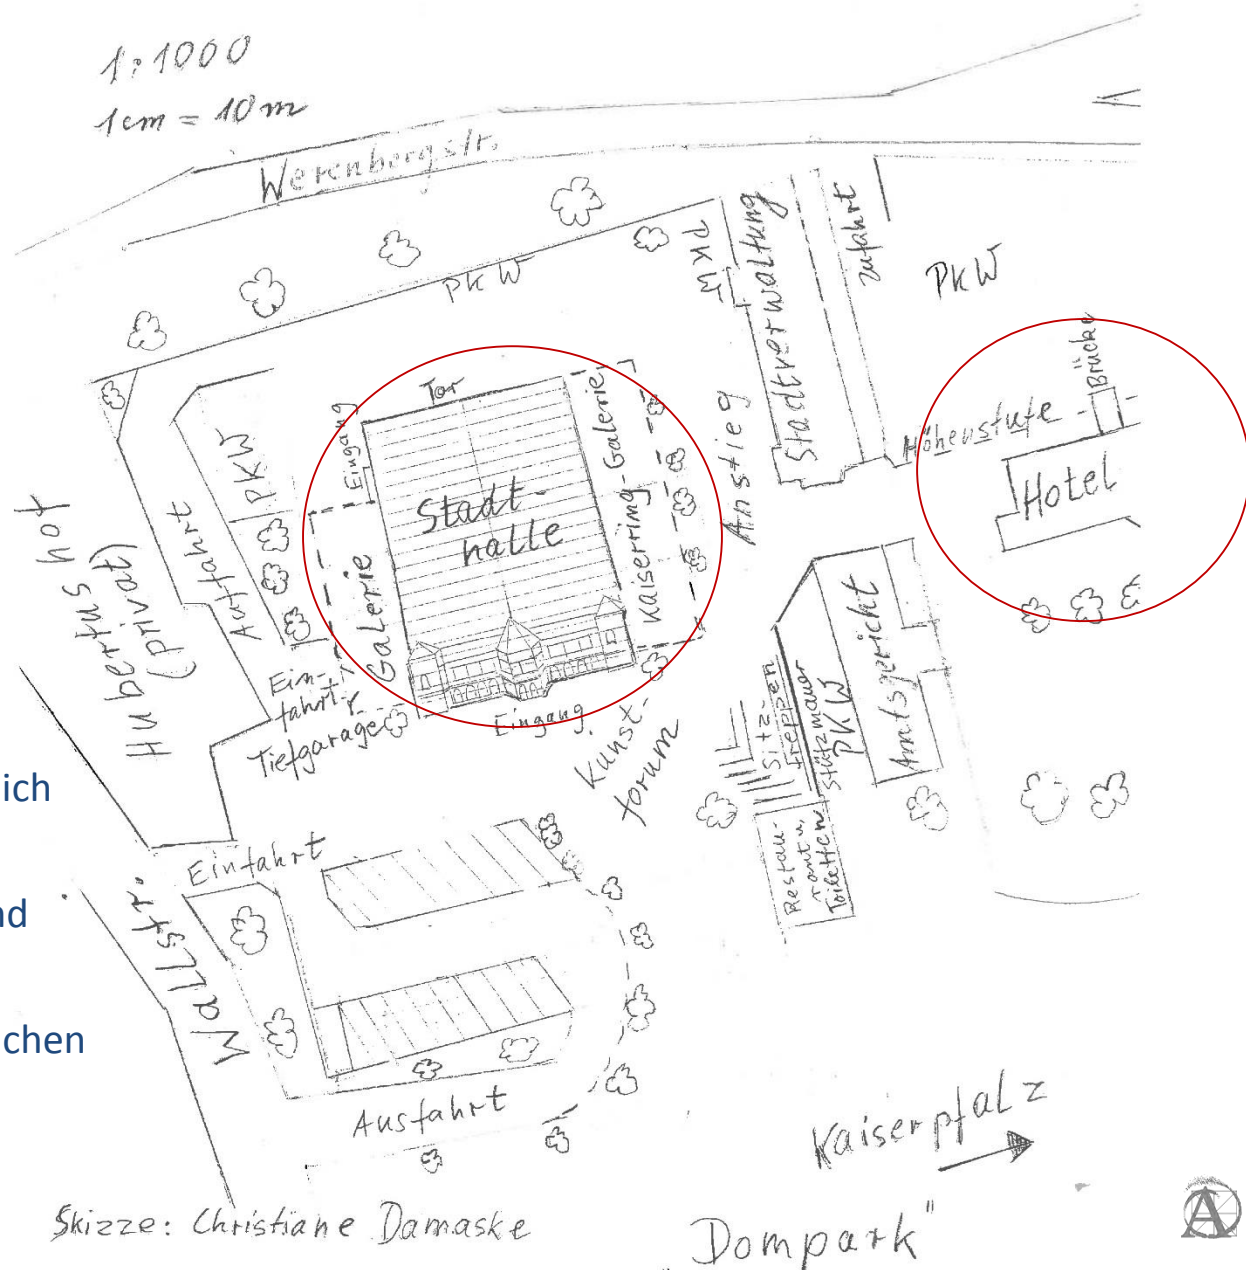 1:1000
1cm = 10m
Werenbergstr.
PKW
PKW
Stadtverwaltung
Zufahrt
PKW
Brücke
Höhenstufe
Hotel
Anstieg
Tor
Eingang
Stadt-
halle
Kaiserring-Galerie
Galerie
Eingang
PKW
Auffahrt
Hubertushof
(privat)
Ein-
fahrt z.
Tiefgarage
Kunst-
forum
Sitz-
treppen
Stützmauer
PKW
Amtsgericht
Restau-
rant u.
Toiletten
ich
nd
chen
Einfahrt
Wallstr.
Ausfahrt
Kaiserpfalz
Skizze: Christiane Damaske
„Dompark"
A